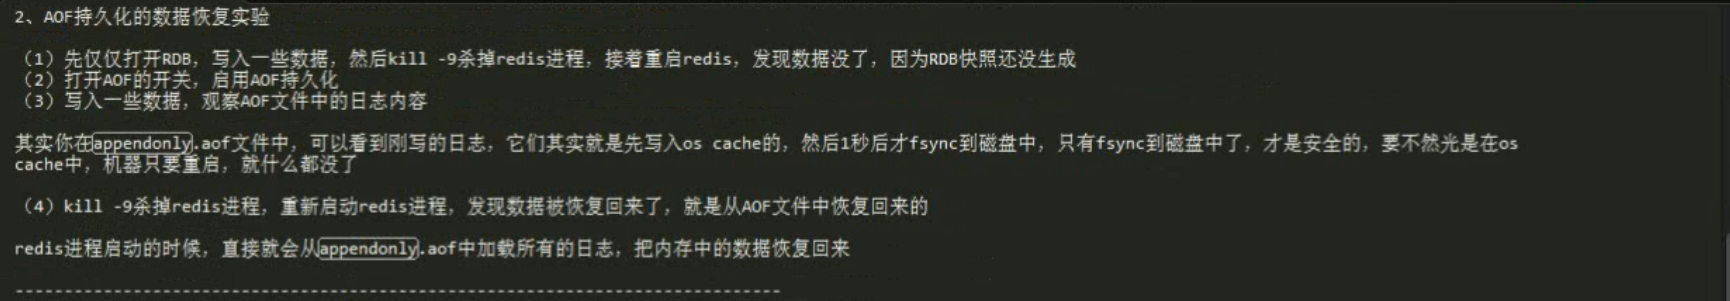 2、AOF持久化的数据恢复实验
（1）先仅仅打开RDB，写入一些数据，然后kill -9杀掉redis进程，接着重启redis，发现数据没了，因为RDB快照还没生成
（2）打开AOF的开关，启用AOF持久化
（3）写入一些数据，观察AOF文件中的日志内容
其实你在appendonly.aof文件中，可以看到刚写的日志，它们其实就是先写入os cache的，然后1秒后才fsync到磁盘中，只有fsync到磁盘中了，才是安全的，要不然光是在os
cache中，机器只要重启，就什么都没了
（4）kill -9杀掉redis进程，重新启动redis进程，发现数据被恢复回来了，就是从AOF文件中恢复回来的
redis进程启动的时候，直接就会从appendonly.aof中加载所有的日志，把内存中的数据恢复回来
-------------------------------------------------------------------------------